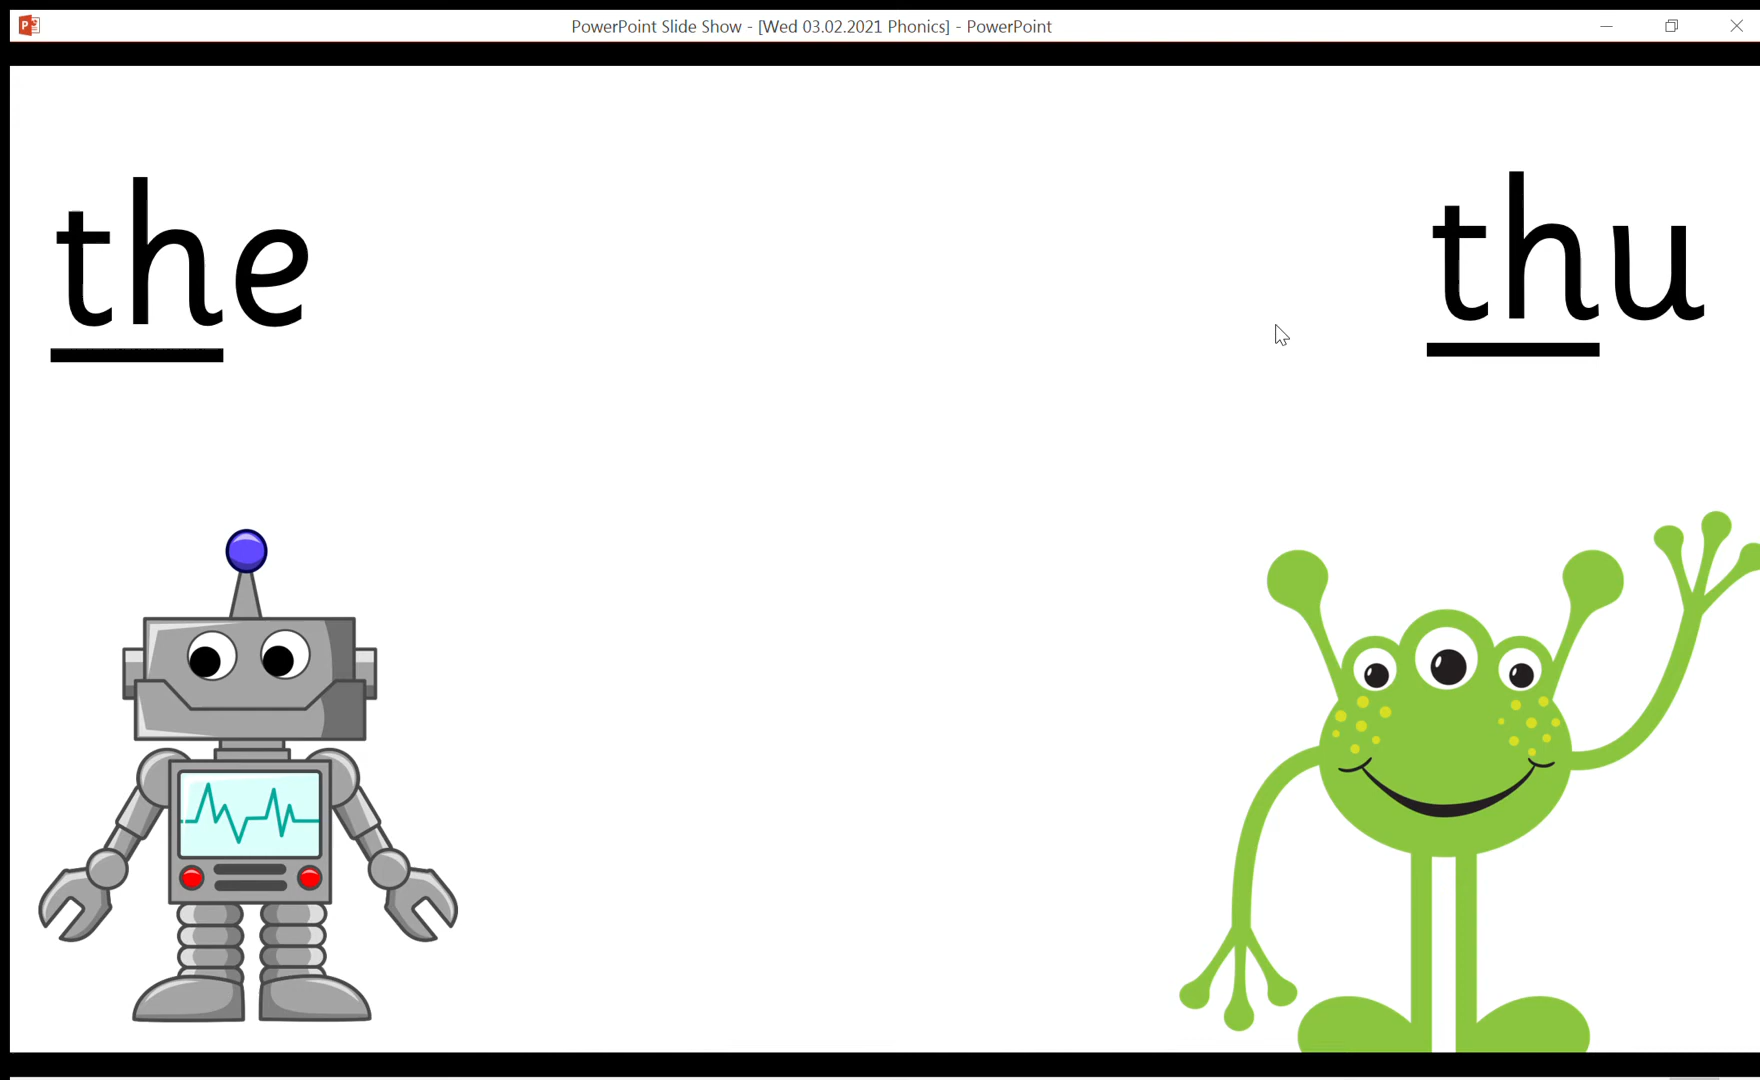 PowerPoint Slide Show - [Wed 03.02.2021 Phonics] - PowerPoint
the
thu